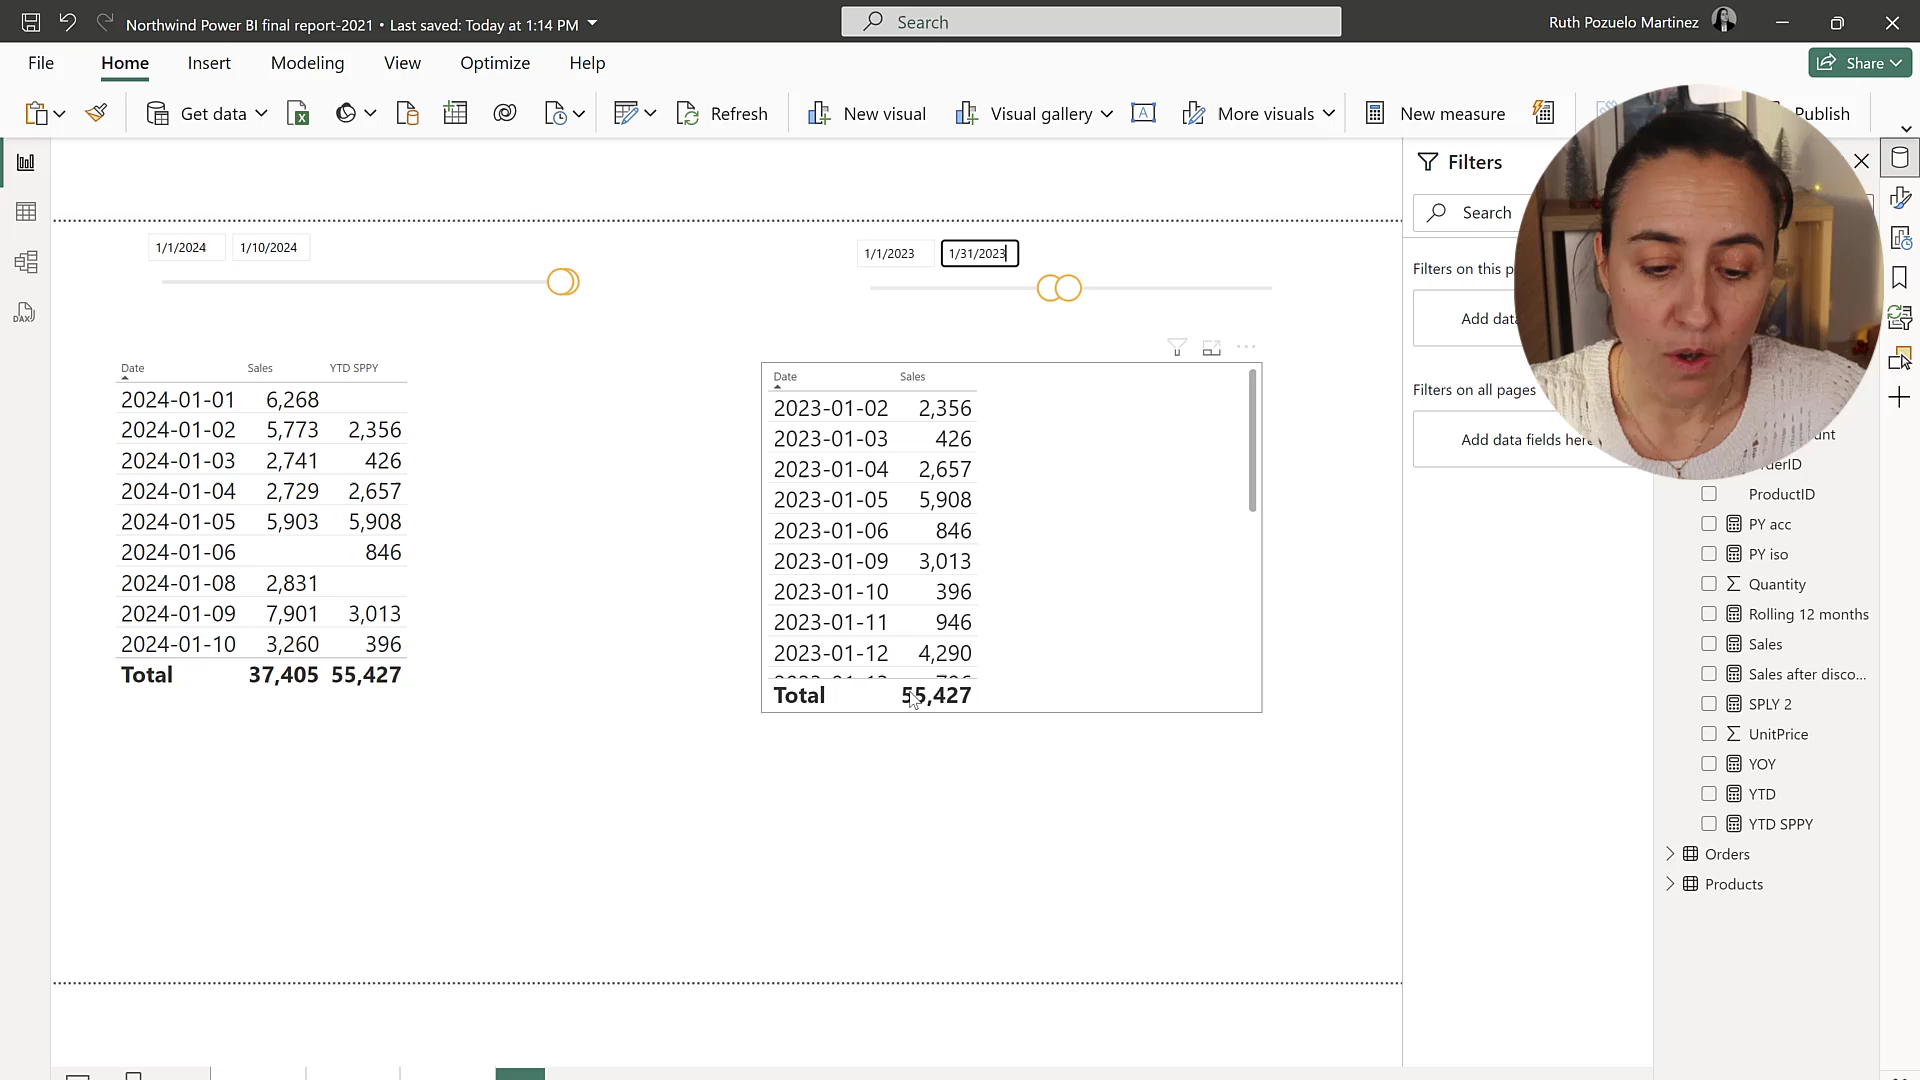 Northwind Power BI final report-2021 • Last saved: Today at 1:14 PM
Search
Ruth Pozuelo Martinez
File Home Insert Modeling View Optimize Help
Share
Get data
Refresh
New visual
Visual gallery
More visuals
New measure
Publish
DAX
1/1/2024 1/10/2024
Date Sales YTD SPPY
2024-01-01 6,268
2024-01-02 5,773 2,356
2024-01-03 2,741 426
2024-01-04 2,729 2,657
2024-01-05 5,903 5,908
2024-01-06 846
2024-01-08 2,831
2024-01-09 7,901 3,013
2024-01-10 3,260 396
Total 37,405 55,427
1/1/2023 1/31/2023
Date Sales
2023-01-02 2,356
2023-01-03 426
2023-01-04 2,657
2023-01-05 5,908
2023-01-06 846
2023-01-09 3,013
2023-01-10 396
2023-01-11 946
2023-01-12 4,290
Total 55,427
Filters
Search
Filters on this p
Add data
Filters on all pages
Add data fields here
ProductID
PY acc
PY iso
Quantity
Rolling 12 months
Sales
Sales after disco...
SPLY 2
UnitPrice
YOY
YTD
YTD SPPY
Orders
Products